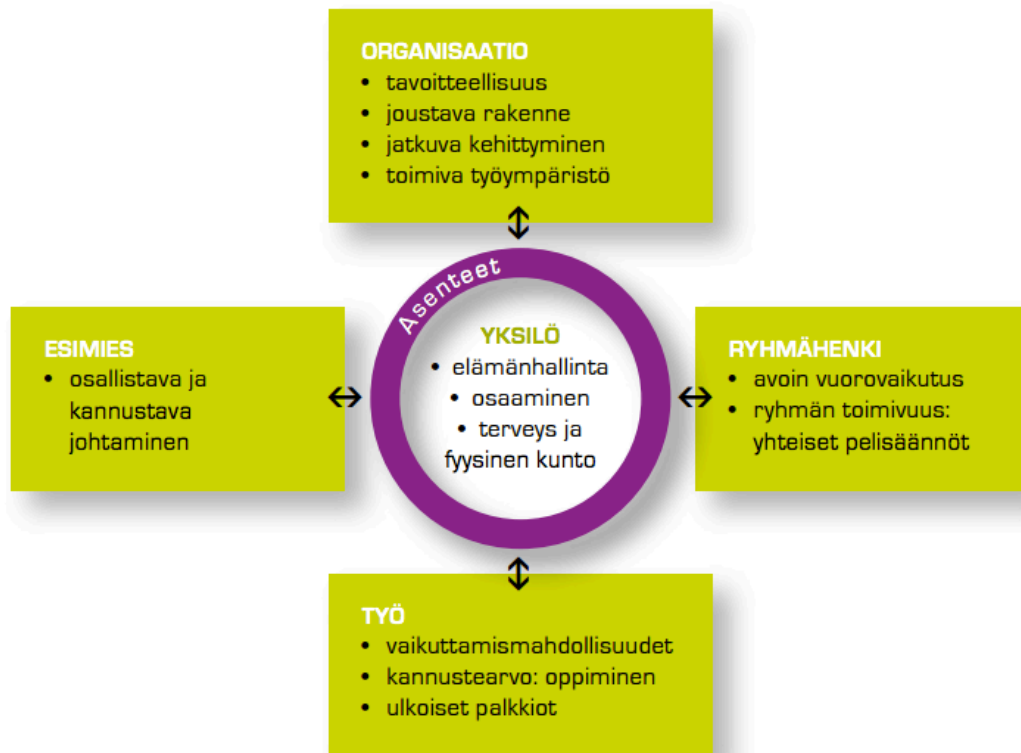 ORGANISAATIO
• tavoitteellisuus
• joustava rakenne
• jatkuva kehittyminen
• toimiva työympäristö
ESIMIES
• osallistava ja
kannustava
johtaminen
Asenteet
YKSILÖ
• elämänhallinta
• osaaminen
• terveys ja
fyysinen kunto
RYHMÄHENKI
• avoin vuorovaikutus
• ryhmän toimivuus:
yhteiset pelisäännöt
TYÖ
• vaikuttamismahdollisuudet
• kannustearvo: oppiminen
• ulkoiset palkkiot